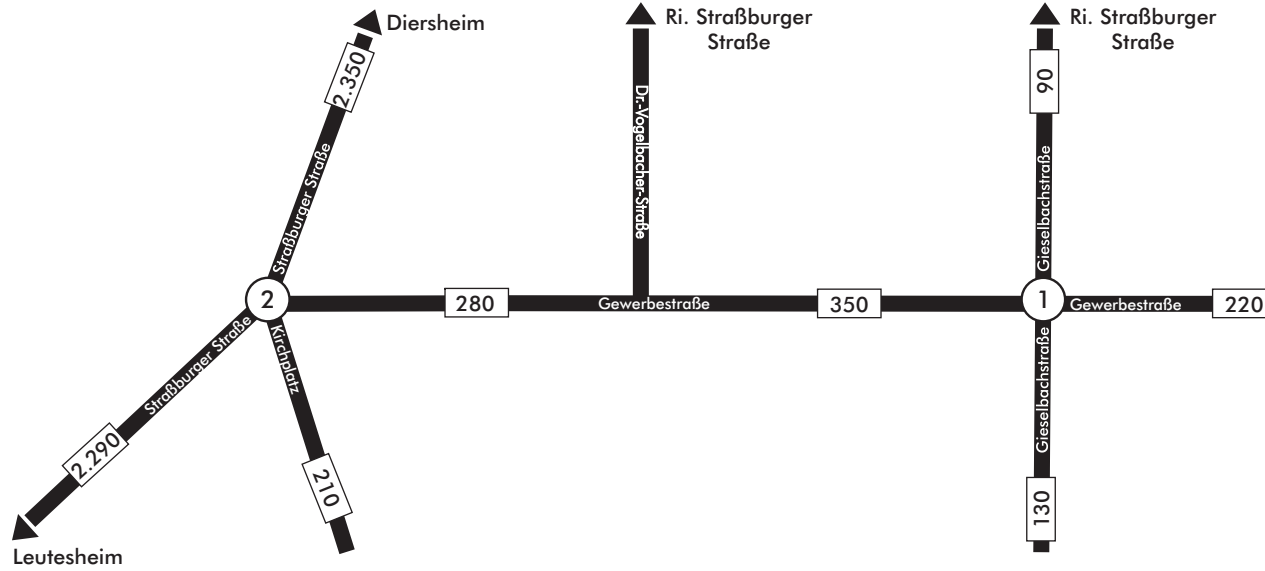 Diersheim
Ri. Straßburger
Straße
Ri. Straßburger
Straße
2.350
90
Dr.-Vogelbacher-Straße
Straßburger Straße
Gieselbachstraße
2
280
Gewerbestraße
350
1
Gewerbestraße
220
Straßburger Straße
Kirchplatz
Gieselbachstraße
2.290
210
130
Leutesheim